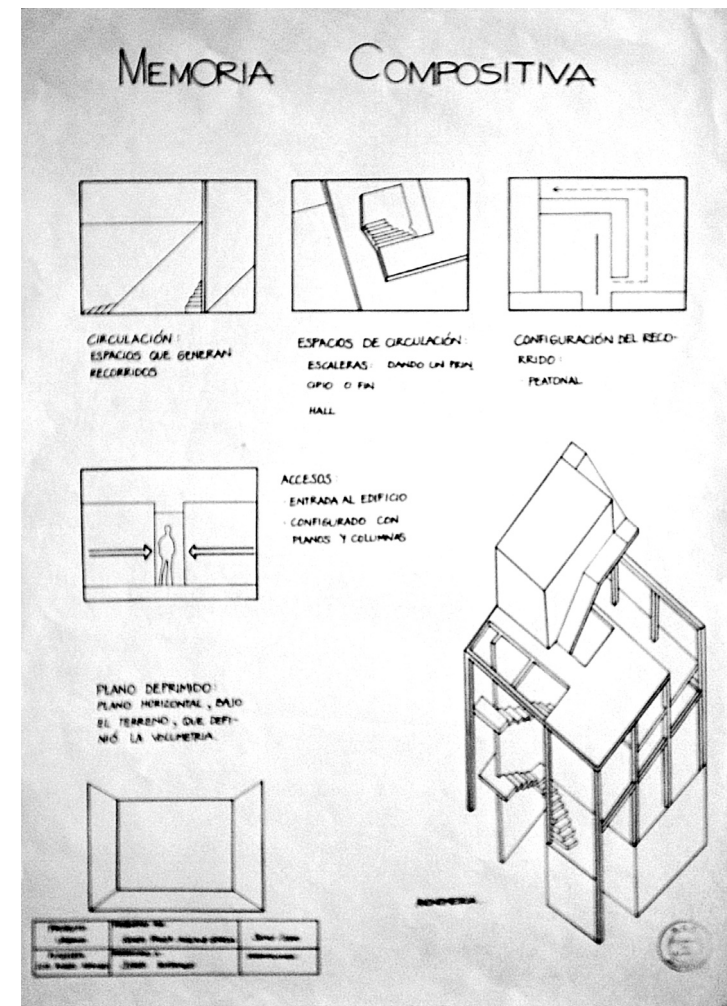 MEMORIA COMPOSITIVA
CIRCULACIÓN:
ESPACIOS QUE GENERAN
RECORRIDOS
ESPACIOS DE CIRCULACIÓN:
ESCALERAS: DANDO UN PRIN
CIPIO O FIN
HALL
CONFIGURACIÓN DEL RECO-
RRIDO:
· PEATONAL
ACCESOS:
· ENTRADA AL EDIFICIO
· CONFIGURADO CON
PLANOS Y COLUMNAS
PLANO DEPRIMIDO:
PLANO HORIZONTAL, BAJO
EL TERRENO, QUE DEFI-
NIÓ LA VOLUMETRIA.